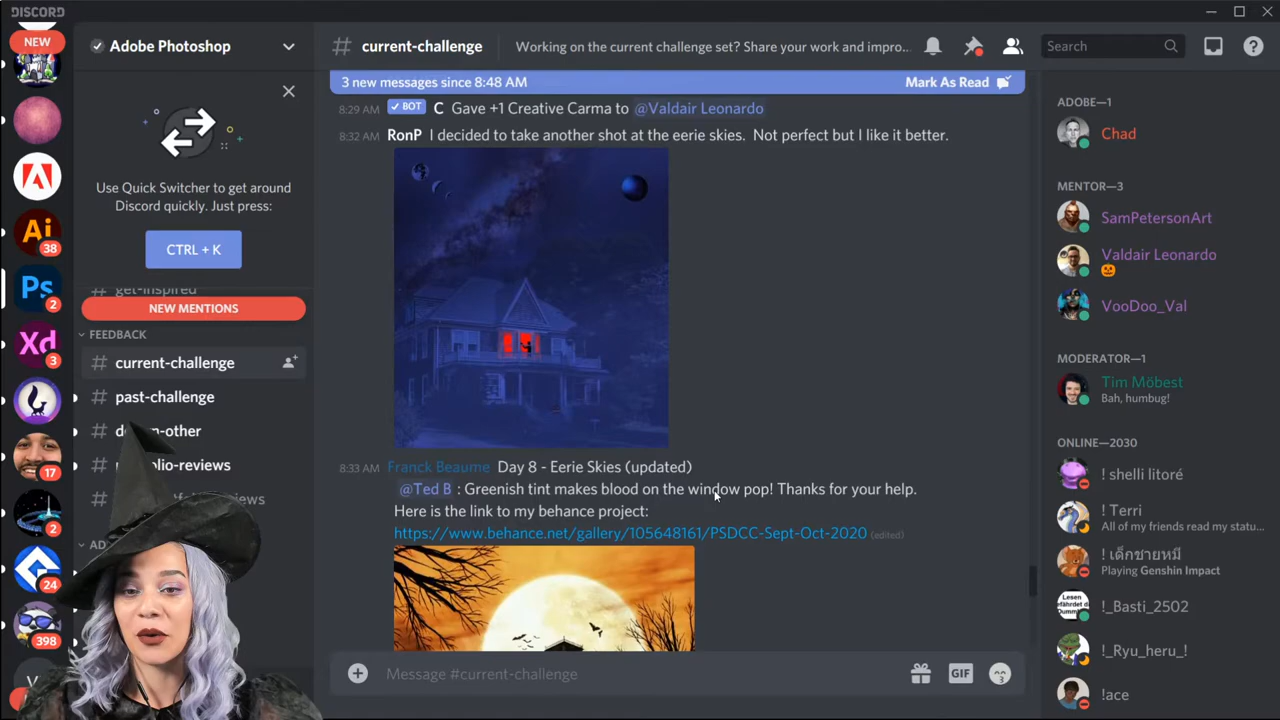 DISCORD
NEW
Adobe Photoshop
# current-challenge
Working on the current challenge set? Share your work and impro...
Search
3 new messages since 8:48 AM
Mark As Read
8:29 AM BOT C Gave +1 Creative Carma to @Valdair Leonardo
8:32 AM RonP I decided to take another shot at the eerie skies. Not perfect but I like it better.
Use Quick Switcher to get around
Discord quickly. Just press:
CTRL + K
# get-inspired
NEW MENTIONS
FEEDBACK
# current-challenge
# past-challenge
Ai
38
Ps
2
Xd
3
17
24
398
8:33 AM Franck Beaume Day 8 - Eerie Skies (updated)
@Ted B : Greenish tint makes blood on the window pop! Thanks for your help.
Here is the link to my behance project:
https://www.behance.net/gallery/105648161/PSDCC-Sept-Oct-2020 (edited)
Message #current-challenge
GIF
ADOBE—1
Chad
MENTOR—3
SamPetersonArt
Valdair Leonardo
VooDoo_Val
MODERATOR—1
Tim Möbest
Bah, humbug!
ONLINE—2030
! shelli litoré
! Terri
All of my friends read my statu...
! เด็กชายหมี
Playing Genshin Impact
!_Basti_2502
!_Ryu_heru_!
!ace